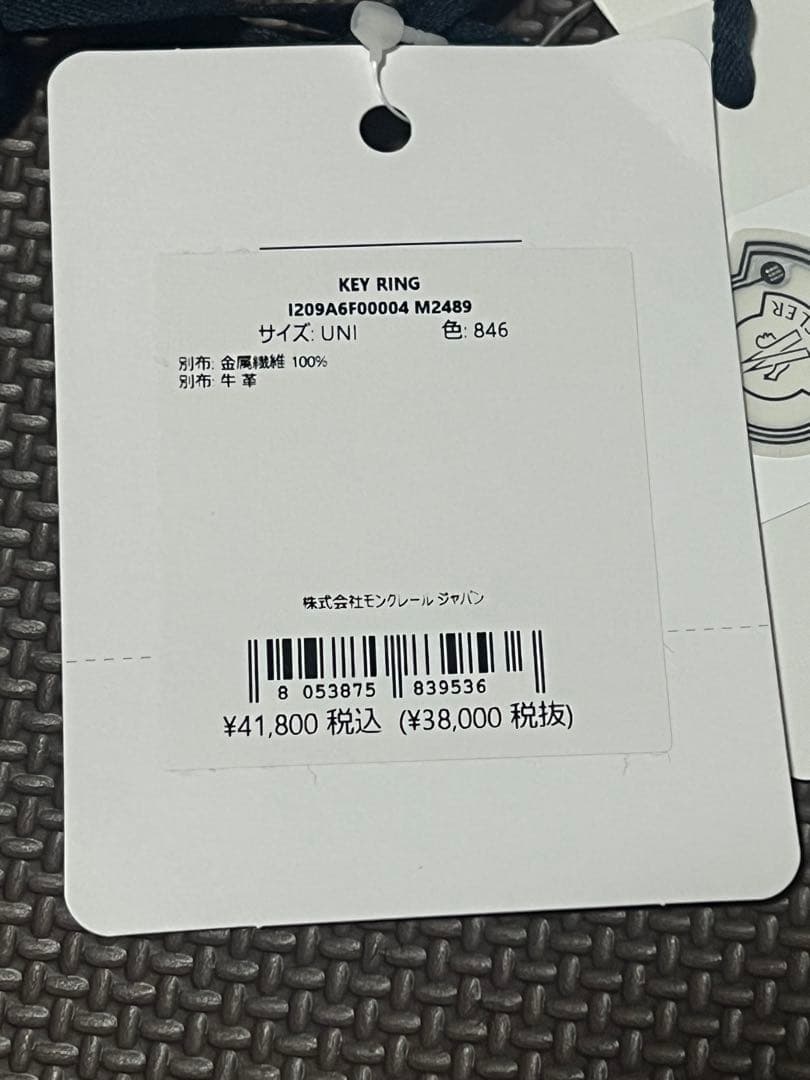 KEY RING
I209A6F00004 M2489
サイズ: UNI 色: 846
別布: 金属繊維 100%
別布: 牛革
株式会社モンクレール ジャパン
8 053875 839536
¥41,800 税込 (¥38,000 税抜)